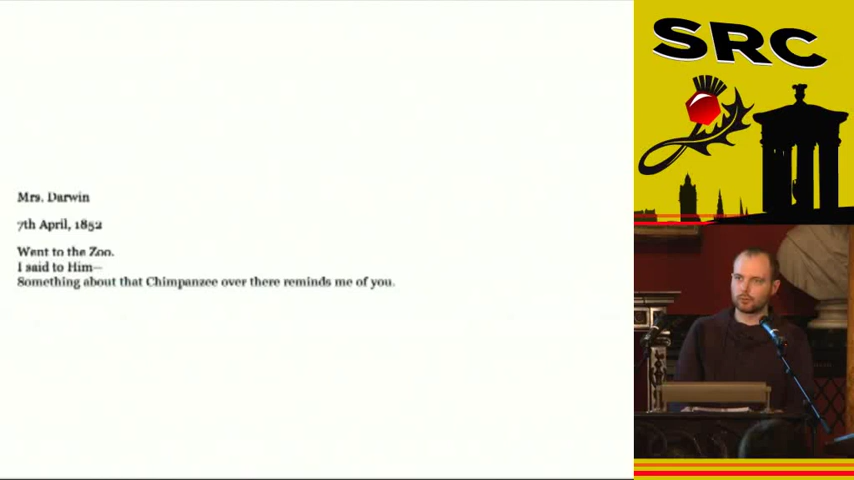 Mrs. Darwin
7th April, 1852
Went to the Zoo.
I said to Him—
Something about that Chimpanzee over there reminds me of you.
SRC